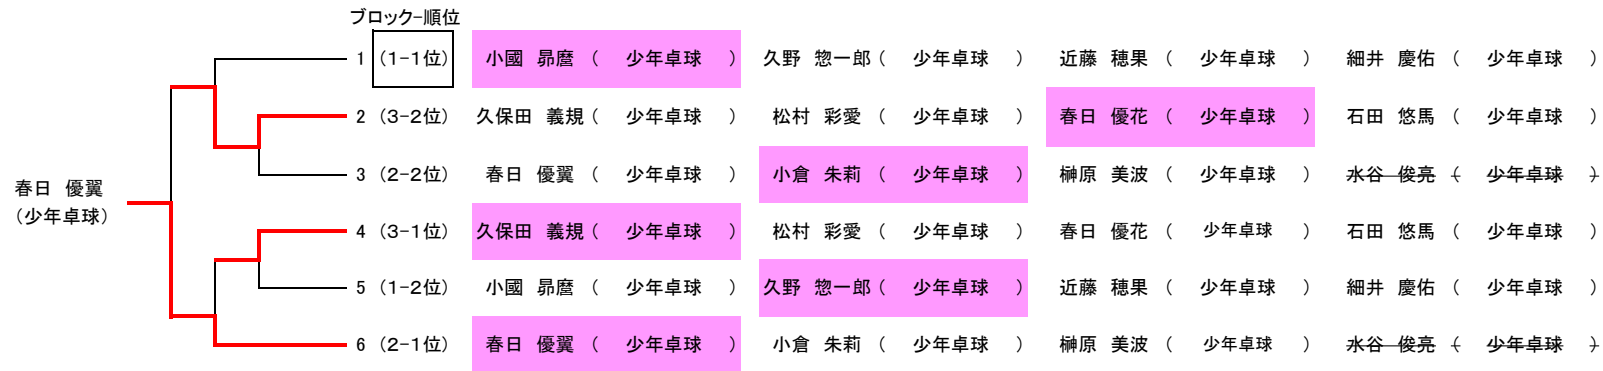 ブロック-順位
1 (1-1位) 小國 昴麿 ( 少年卓球 ) 久野 惣一郎 ( 少年卓球 ) 近藤 穂果 ( 少年卓球 ) 細井 慶佑 ( 少年卓球 )
2 (3-2位) 久保田 義規 ( 少年卓球 ) 松村 彩愛 ( 少年卓球 ) 春日 優花 ( 少年卓球 ) 石田 悠馬 ( 少年卓球 )
3 (2-2位) 春日 優翼 ( 少年卓球 ) 小倉 朱莉 ( 少年卓球 ) 榊原 美波 ( 少年卓球 ) 水谷 俊亮 ( 少年卓球 )
春日 優翼
(少年卓球)
4 (3-1位) 久保田 義規 ( 少年卓球 ) 松村 彩愛 ( 少年卓球 ) 春日 優花 ( 少年卓球 ) 石田 悠馬 ( 少年卓球 )
5 (1-2位) 小國 昴麿 ( 少年卓球 ) 久野 惣一郎 ( 少年卓球 ) 近藤 穂果 ( 少年卓球 ) 細井 慶佑 ( 少年卓球 )
6 (2-1位) 春日 優翼 ( 少年卓球 ) 小倉 朱莉 ( 少年卓球 ) 榊原 美波 ( 少年卓球 ) 水谷 俊亮 ( 少年卓球 )